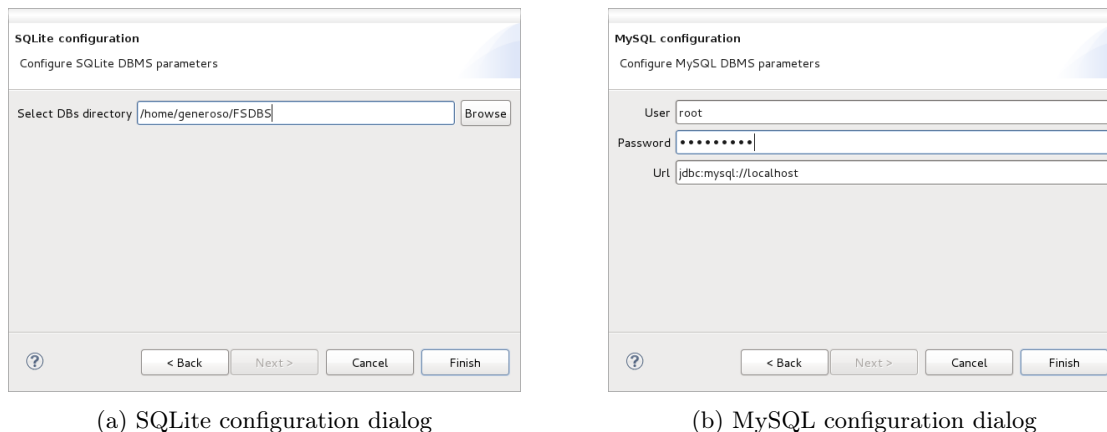 SQLite configuration
Configure SQLite DBMS parameters
Select DBs directory /home/generoso/FSDBS Browse
? < Back Next > Cancel Finish
(a) SQLite configuration dialog
MySQL configuration
Configure MySQL DBMS parameters
User root
Password •••••••••
Url jdbc:mysql://localhost
? < Back Next > Cancel Finish
(b) MySQL configuration dialog